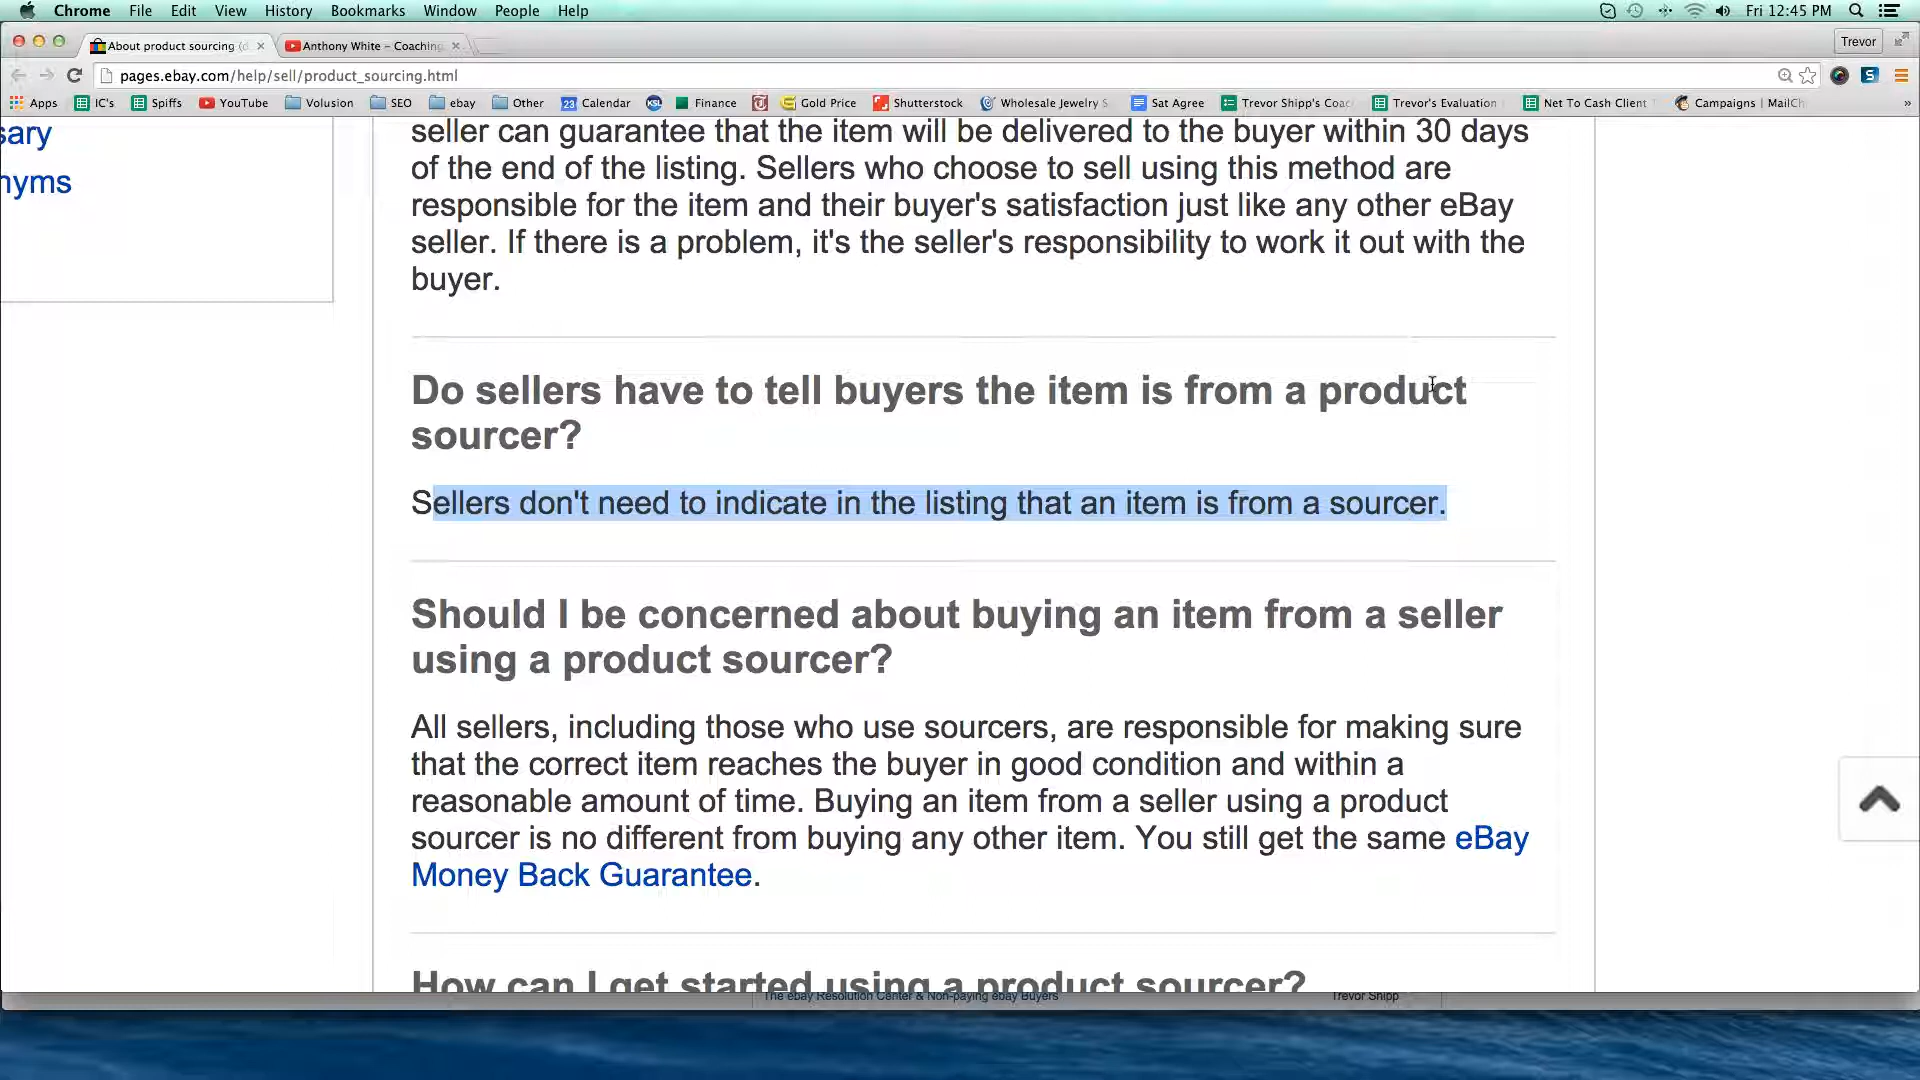 Chrome File Edit View History Bookmarks Window People Help Fri 12:45 PM
About product sourcing ( Anthony White - Coaching Trevor
pages.ebay.com/help/sell/product_sourcing.html
Apps IC's Spiffs YouTube Volusion SEO ebay Other 23 Calendar KSL Finance Gold Price Shutterstock Wholesale Jewelry S Sat Agree Trevor Shipp's Coac Trevor's Evaluation Net To Cash Client Campaigns | MailCh »
sary
nyms
seller can guarantee that the item will be delivered to the buyer within 30 days
of the end of the listing. Sellers who choose to sell using this method are
responsible for the item and their buyer's satisfaction just like any other eBay
seller. If there is a problem, it's the seller's responsibility to work it out with the
buyer.
Do sellers have to tell buyers the item is from a product
sourcer?
Sellers don't need to indicate in the listing that an item is from a sourcer.
Should I be concerned about buying an item from a seller
using a product sourcer?
All sellers, including those who use sourcers, are responsible for making sure
that the correct item reaches the buyer in good condition and within a
reasonable amount of time. Buying an item from a seller using a product
sourcer is no different from buying any other item. You still get the same eBay
Money Back Guarantee.
How can I get started using a product sourcer?
The ebay Resolution Center & Non-paying ebay Buyers Trevor Shipp